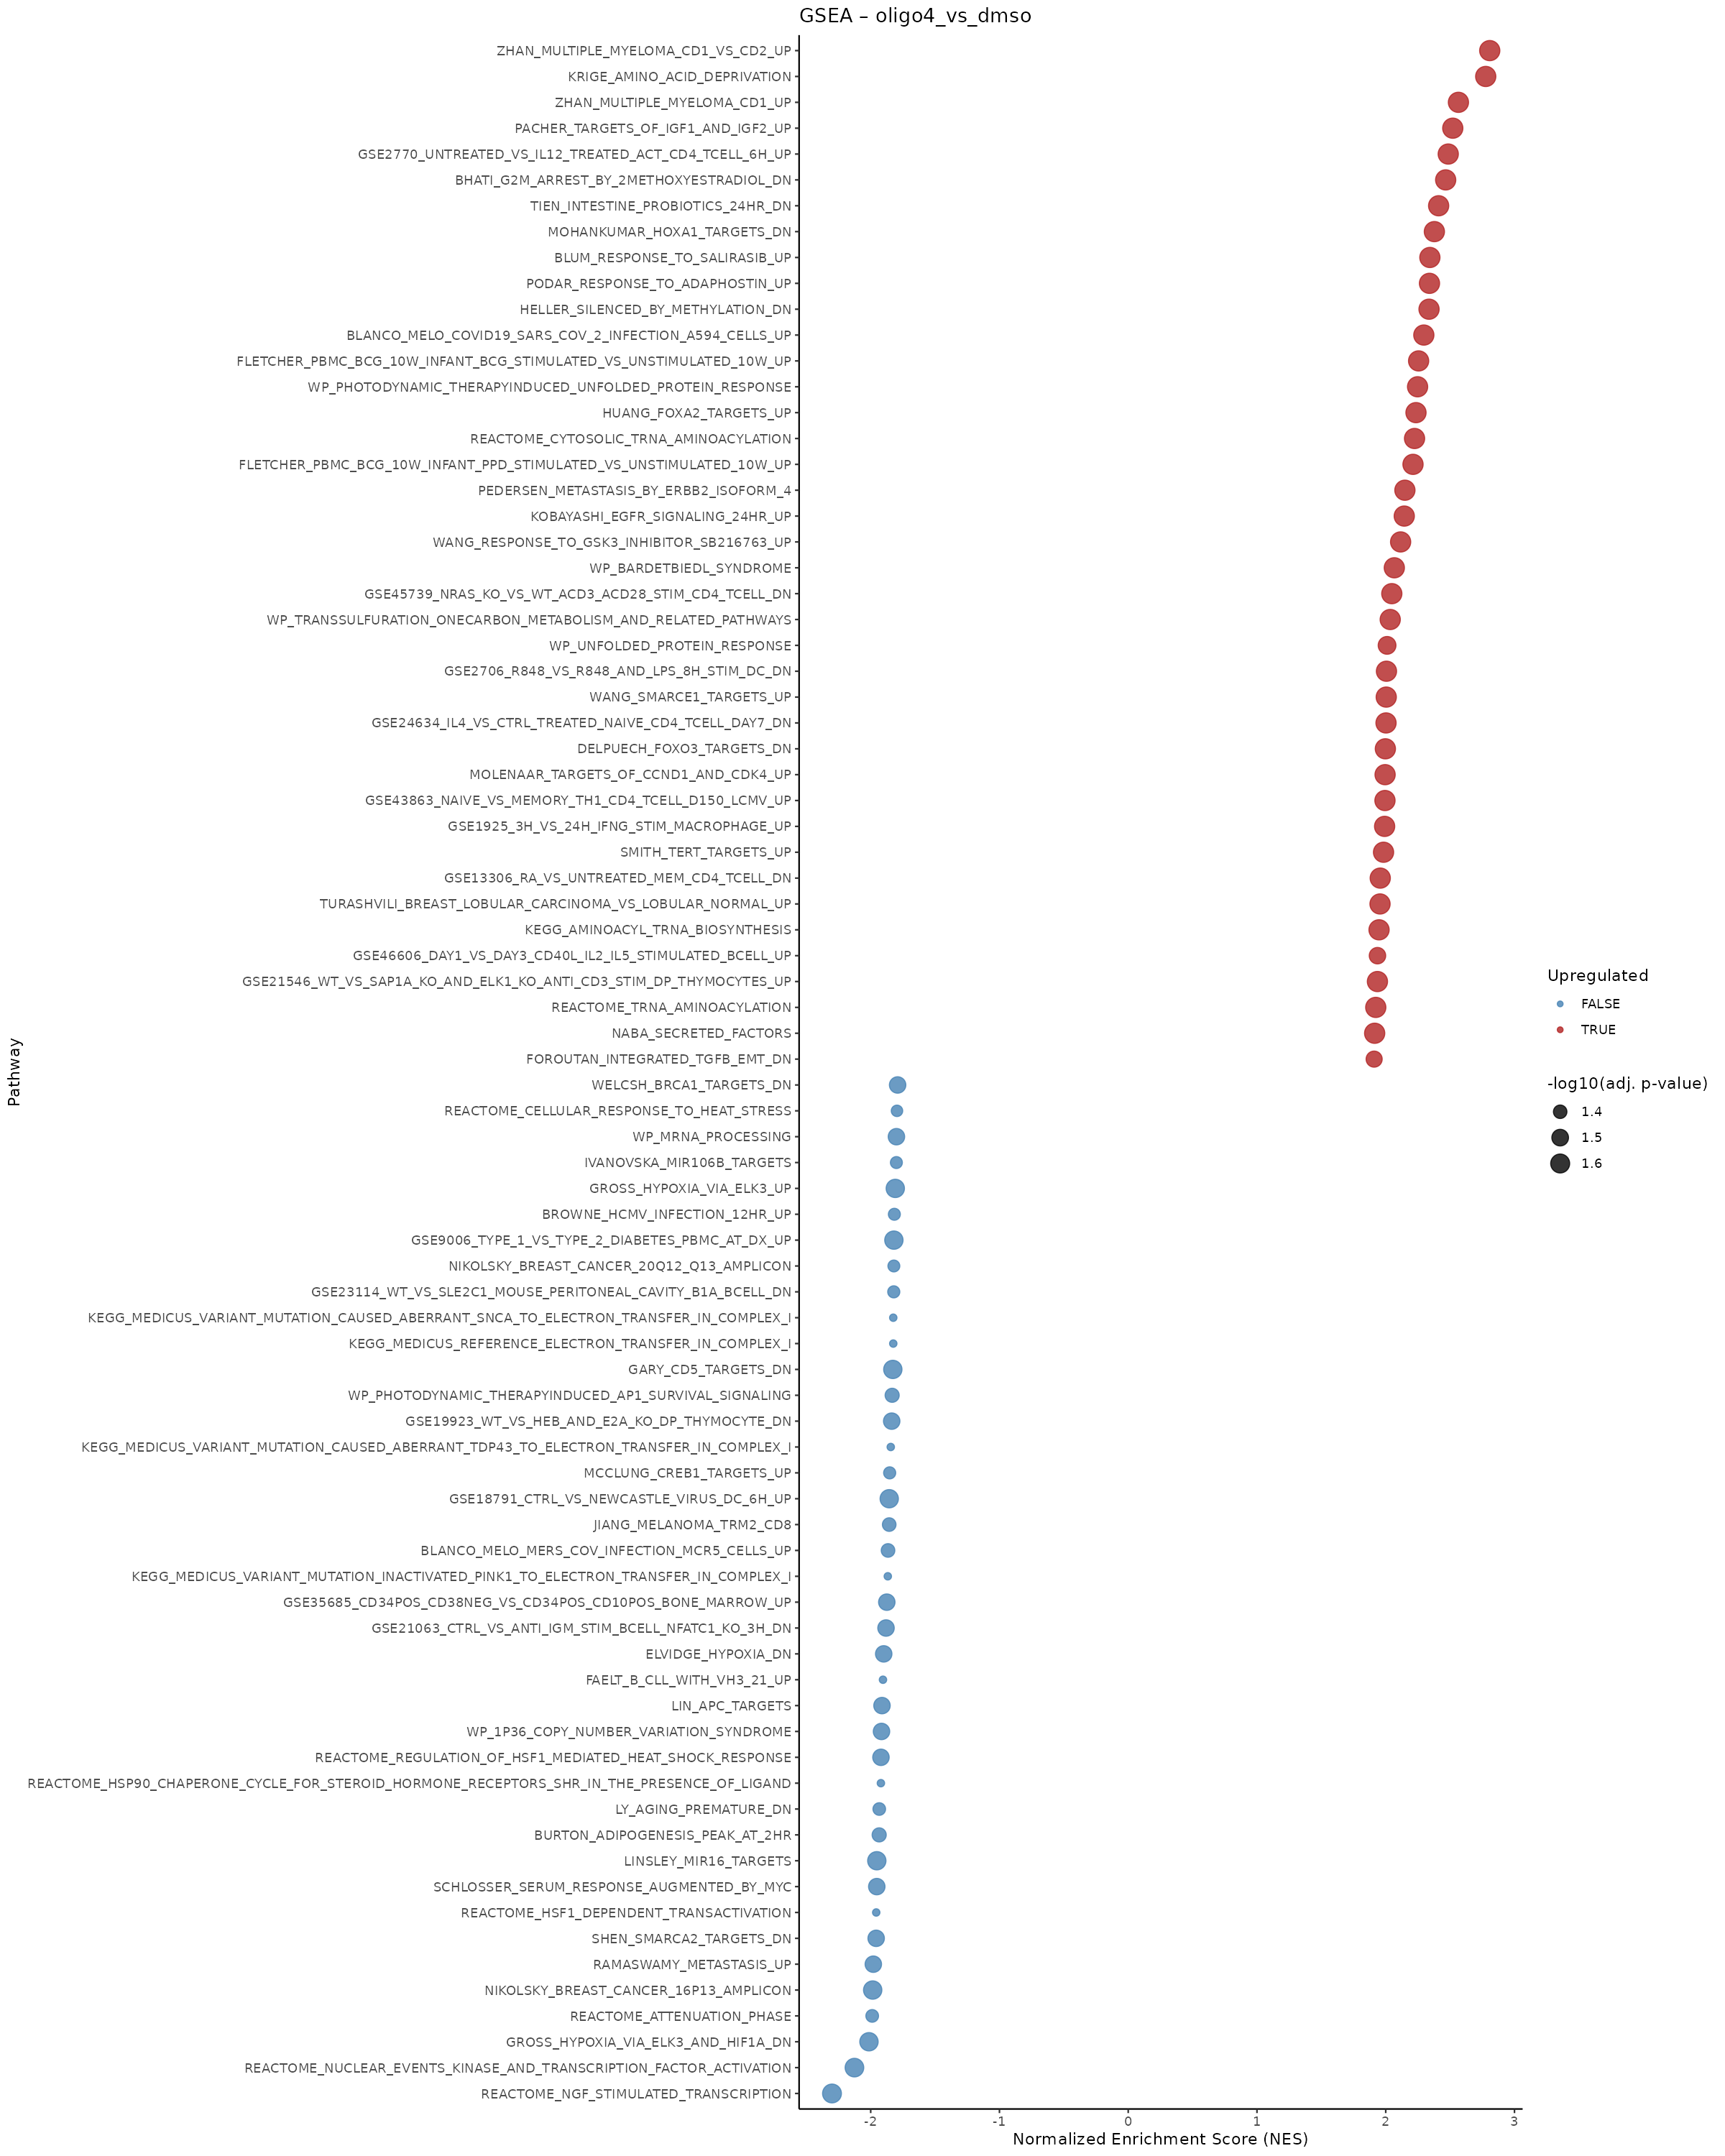 GSEA – oligo4_vs_dmso
ZHAN_MULTIPLE_MYELOMA_CD1_VS_CD2_UP
KRIGE_AMINO_ACID_DEPRIVATION
ZHAN_MULTIPLE_MYELOMA_CD1_UP
PACHER_TARGETS_OF_IGF1_AND_IGF2_UP
GSE2770_UNTREATED_VS_IL12_TREATED_ACT_CD4_TCELL_6H_UP
BHATI_G2M_ARREST_BY_2METHOXYESTRADIOL_DN
TIEN_INTESTINE_PROBIOTICS_24HR_DN
MOHANKUMAR_HOXA1_TARGETS_DN
BLUM_RESPONSE_TO_SALIRASIB_UP
PODAR_RESPONSE_TO_ADAPHOSTIN_UP
HELLER_SILENCED_BY_METHYLATION_DN
BLANCO_MELO_COVID19_SARS_COV_2_INFECTION_A594_CELLS_UP
FLETCHER_PBMC_BCG_10W_INFANT_BCG_STIMULATED_VS_UNSTIMULATED_10W_UP
WP_PHOTODYNAMIC_THERAPYINDUCED_UNFOLDED_PROTEIN_RESPONSE
HUANG_FOXA2_TARGETS_UP
REACTOME_CYTOSOLIC_TRNA_AMINOACYLATION
FLETCHER_PBMC_BCG_10W_INFANT_PPD_STIMULATED_VS_UNSTIMULATED_10W_UP
PEDERSEN_METASTASIS_BY_ERBB2_ISOFORM_4
KOBAYASHI_EGFR_SIGNALING_24HR_UP
WANG_RESPONSE_TO_GSK3_INHIBITOR_SB216763_UP
WP_BARDETBIEDL_SYNDROME
GSE45739_NRAS_KO_VS_WT_ACD3_ACD28_STIM_CD4_TCELL_DN
WP_TRANSSULFURATION_ONECARBON_METABOLISM_AND_RELATED_PATHWAYS
WP_UNFOLDED_PROTEIN_RESPONSE
GSE2706_R848_VS_R848_AND_LPS_8H_STIM_DC_DN
WANG_SMARCE1_TARGETS_UP
GSE24634_IL4_VS_CTRL_TREATED_NAIVE_CD4_TCELL_DAY7_DN
DELPUECH_FOXO3_TARGETS_DN
MOLENAAR_TARGETS_OF_CCND1_AND_CDK4_UP
GSE43863_NAIVE_VS_MEMORY_TH1_CD4_TCELL_D150_LCMV_UP
GSE1925_3H_VS_24H_IFNG_STIM_MACROPHAGE_UP
SMITH_TERT_TARGETS_UP
GSE13306_RA_VS_UNTREATED_MEM_CD4_TCELL_DN
TURASHVILI_BREAST_LOBULAR_CARCINOMA_VS_LOBULAR_NORMAL_UP
KEGG_AMINOACYL_TRNA_BIOSYNTHESIS
GSE46606_DAY1_VS_DAY3_CD40L_IL2_IL5_STIMULATED_BCELL_UP
GSE21546_WT_VS_SAP1A_KO_AND_ELK1_KO_ANTI_CD3_STIM_DP_THYMOCYTES_UP
REACTOME_TRNA_AMINOACYLATION
NABA_SECRETED_FACTORS
FOROUTAN_INTEGRATED_TGFB_EMT_DN
WELCSH_BRCA1_TARGETS_DN
REACTOME_CELLULAR_RESPONSE_TO_HEAT_STRESS
WP_MRNA_PROCESSING
IVANOVSKA_MIR106B_TARGETS
GROSS_HYPOXIA_VIA_ELK3_UP
BROWNE_HCMV_INFECTION_12HR_UP
GSE9006_TYPE_1_VS_TYPE_2_DIABETES_PBMC_AT_DX_UP
NIKOLSKY_BREAST_CANCER_20Q12_Q13_AMPLICON
GSE23114_WT_VS_SLE2C1_MOUSE_PERITONEAL_CAVITY_B1A_BCELL_DN
KEGG_MEDICUS_VARIANT_MUTATION_CAUSED_ABERRANT_SNCA_TO_ELECTRON_TRANSFER_IN_COMPLEX_I
KEGG_MEDICUS_REFERENCE_ELECTRON_TRANSFER_IN_COMPLEX_I
GARY_CD5_TARGETS_DN
WP_PHOTODYNAMIC_THERAPYINDUCED_AP1_SURVIVAL_SIGNALING
GSE19923_WT_VS_HEB_AND_E2A_KO_DP_THYMOCYTE_DN
KEGG_MEDICUS_VARIANT_MUTATION_CAUSED_ABERRANT_TDP43_TO_ELECTRON_TRANSFER_IN_COMPLEX_I
MCCLUNG_CREB1_TARGETS_UP
GSE18791_CTRL_VS_NEWCASTLE_VIRUS_DC_6H_UP
JIANG_MELANOMA_TRM2_CD8
BLANCO_MELO_MERS_COV_INFECTION_MCR5_CELLS_UP
KEGG_MEDICUS_VARIANT_MUTATION_INACTIVATED_PINK1_TO_ELECTRON_TRANSFER_IN_COMPLEX_I
GSE35685_CD34POS_CD38NEG_VS_CD34POS_CD10POS_BONE_MARROW_UP
GSE21063_CTRL_VS_ANTI_IGM_STIM_BCELL_NFATC1_KO_3H_DN
ELVIDGE_HYPOXIA_DN
FAELT_B_CLL_WITH_VH3_21_UP
LIN_APC_TARGETS
WP_1P36_COPY_NUMBER_VARIATION_SYNDROME
REACTOME_REGULATION_OF_HSF1_MEDIATED_HEAT_SHOCK_RESPONSE
REACTOME_HSP90_CHAPERONE_CYCLE_FOR_STEROID_HORMONE_RECEPTORS_SHR_IN_THE_PRESENCE_OF_LIGAND
LY_AGING_PREMATURE_DN
BURTON_ADIPOGENESIS_PEAK_AT_2HR
LINSLEY_MIR16_TARGETS
SCHLOSSER_SERUM_RESPONSE_AUGMENTED_BY_MYC
REACTOME_HSF1_DEPENDENT_TRANSACTIVATION
SHEN_SMARCA2_TARGETS_DN
RAMASWAMY_METASTASIS_UP
NIKOLSKY_BREAST_CANCER_16P13_AMPLICON
REACTOME_ATTENUATION_PHASE
GROSS_HYPOXIA_VIA_ELK3_AND_HIF1A_DN
REACTOME_NUCLEAR_EVENTS_KINASE_AND_TRANSCRIPTION_FACTOR_ACTIVATION
REACTOME_NGF_STIMULATED_TRANSCRIPTION
Pathway
-2 -1 0 1 2 3
Normalized Enrichment Score (NES)
Upregulated
FALSE
TRUE
-log10(adj. p-value)
1.4
1.5
1.6